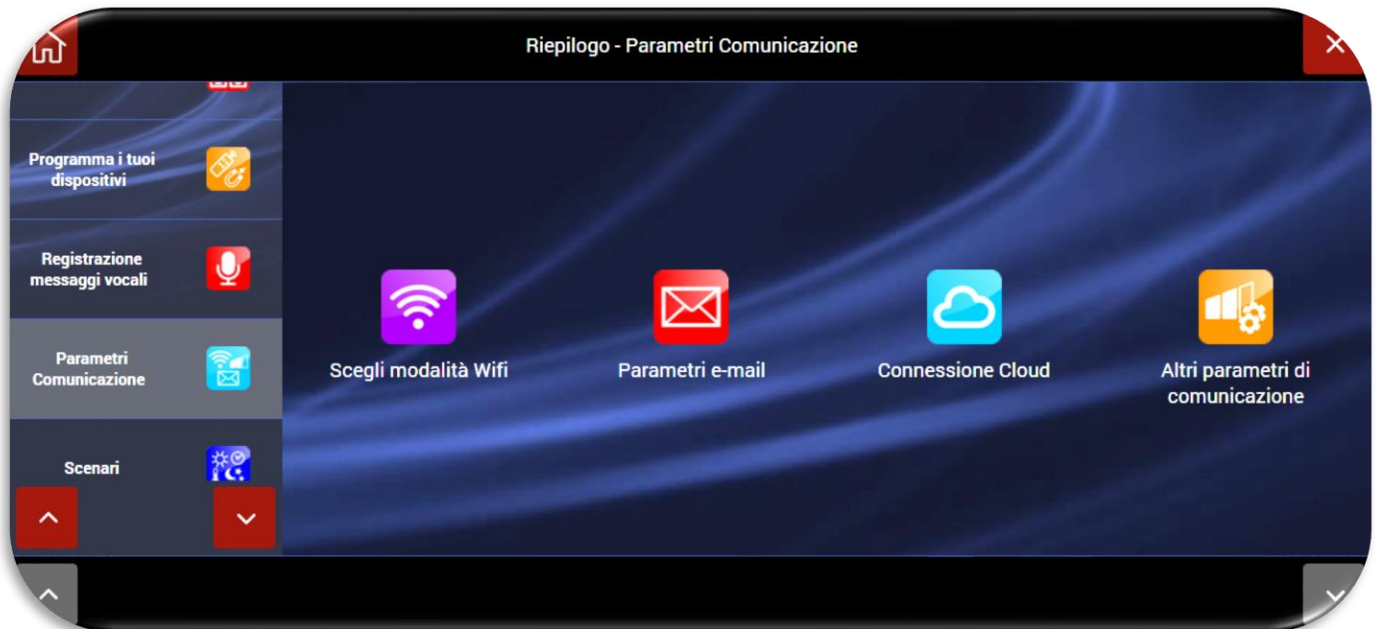 Riepilogo - Parametri Comunicazione
Programma i tuoi
dispositivi
Registrazione
messaggi vocali
Parametri
Comunicazione
Scenari
Scegli modalità Wifi
Parametri e-mail
Connessione Cloud
Altri parametri di
comunicazione